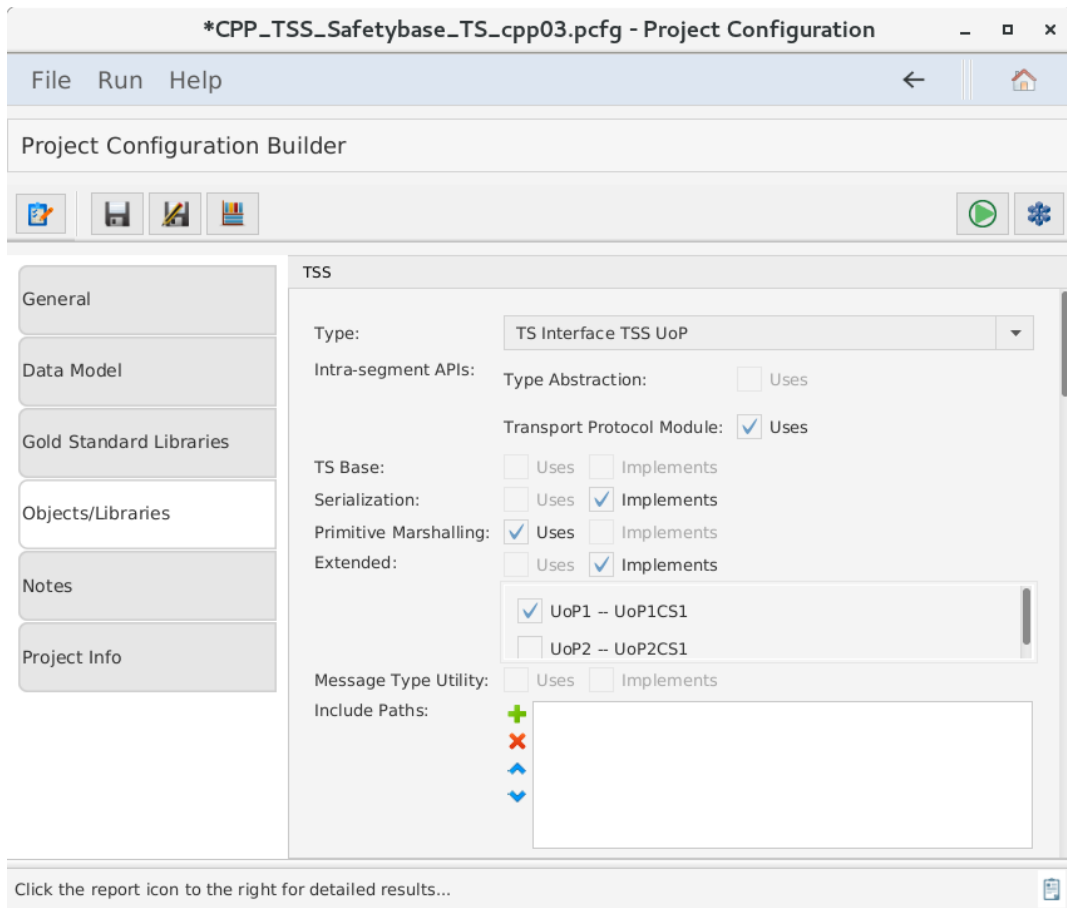 *CPP_TSS_Safetybase_TS_cpp03.pcfg - Project Configuration
File Run Help
Project Configuration Builder
General
Data Model
Gold Standard Libraries
Objects/Libraries
Notes
Project Info
TSS
Type: TS Interface TSS UoP
Intra-segment APIs: Type Abstraction: Uses
Transport Protocol Module: Uses
TS Base: Uses Implements
Serialization: Uses Implements
Primitive Marshalling: Uses Implements
Extended: Uses Implements
UoP1 -- UoP1CS1
UoP2 -- UoP2CS1
Message Type Utility: Uses Implements
Include Paths:
Click the report icon to the right for detailed results...